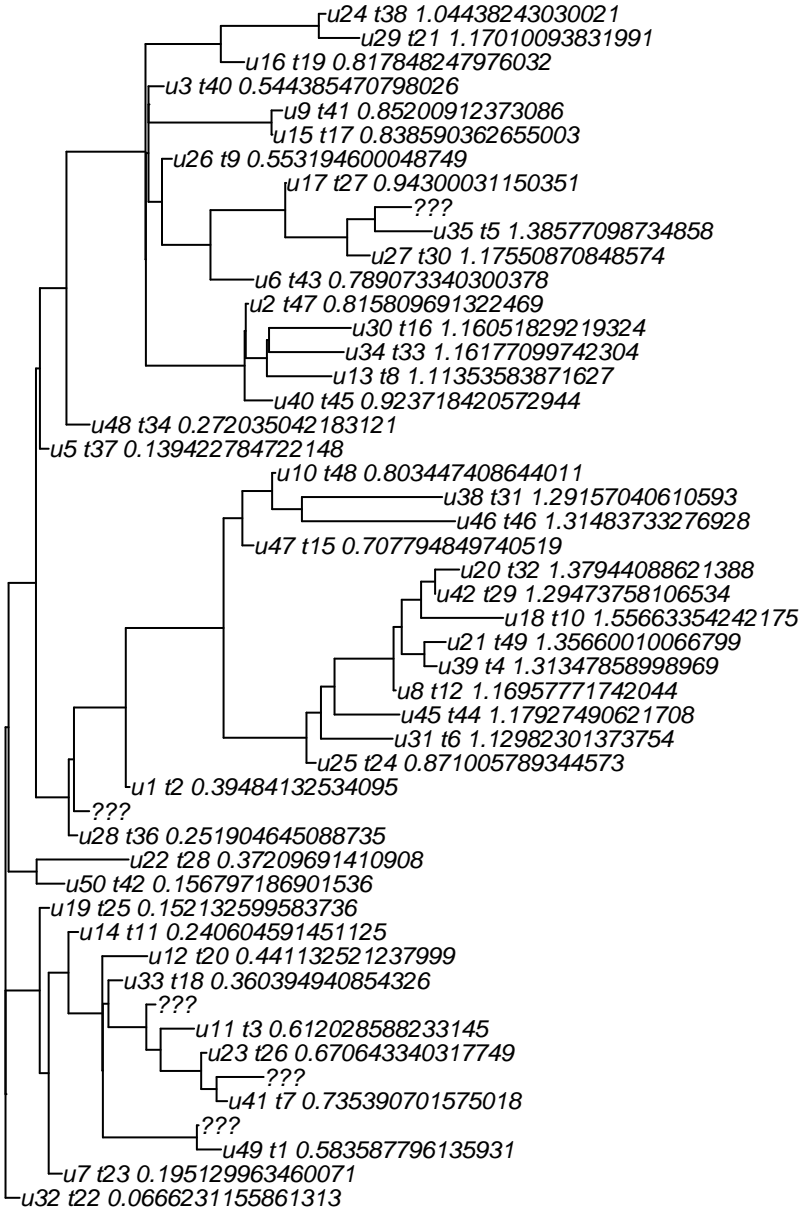 u24 t38 1.04438243030021
u29 t21 1.17010093831991
u16 t19 0.817848247976032
u3 t40 0.544385470798026
u9 t41 0.85200912373086
u15 t17 0.838590362655003
u26 t9 0.553194600048749
u17 t27 0.94300031150351
???
u35 t5 1.38577098734858
u27 t30 1.17550870848574
u6 t43 0.789073340300378
u2 t47 0.815809691322469
u30 t16 1.16051829219324
u34 t33 1.16177099742304
u13 t8 1.11353583871627
u40 t45 0.923718420572944
u48 t34 0.272035042183121
u5 t37 0.139422784722148
u10 t48 0.803447408644011
u38 t31 1.29157040610593
u46 t46 1.31483733276928
u47 t15 0.707794849740519
u20 t32 1.37944088621388
u42 t29 1.29473758106534
u18 t10 1.55663354242175
u21 t49 1.35660010066799
u39 t4 1.31347858998969
u8 t12 1.16957771742044
u45 t44 1.17927490621708
u31 t6 1.12982301373754
u25 t24 0.871005789344573
u1 t2 0.39484132534095
???
u28 t36 0.251904645088735
u22 t28 0.37209691410908
u50 t42 0.156797186901536
u19 t25 0.152132599583736
u14 t11 0.240604591451125
u12 t20 0.441132521237999
u33 t18 0.360394940854326
???
u11 t3 0.612028588233145
u23 t26 0.670643340317749
???
u41 t7 0.735390701575018
???
u49 t1 0.583587796135931
u7 t23 0.195129963460071
u32 t22 0.0666231155861313